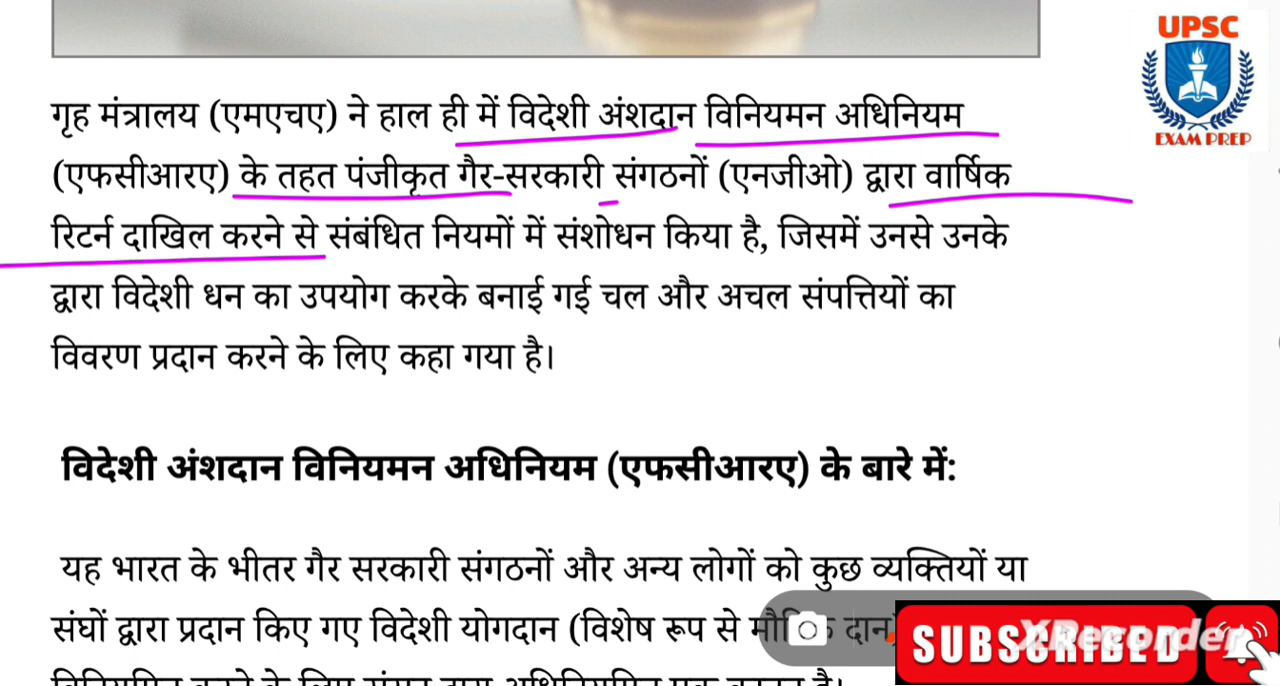 UPSC
EXAM PREP
गृह मंत्रालय (एमएचए) ने हाल ही में विदेशी अंशदान विनियमन अधिनियम
(एफसीआरए) के तहत पंजीकृत गैर-सरकारी संगठनों (एनजीओ) द्वारा वार्षिक
रिटर्न दाखिल करने से संबंधित नियमों में संशोधन किया है, जिसमें उनसे उनके
द्वारा विदेशी धन का उपयोग करके बनाई गई चल और अचल संपत्तियों का
विवरण प्रदान करने के लिए कहा गया है।
विदेशी अंशदान विनियमन अधिनियम (एफसीआरए) के बारे में:
यह भारत के भीतर गैर सरकारी संगठनों और अन्य लोगों को कुछ व्यक्तियों या
संघों द्वारा प्रदान किए गए विदेशी योगदान (विशेष रूप से दान
SUBSCRIBED
XRecorder